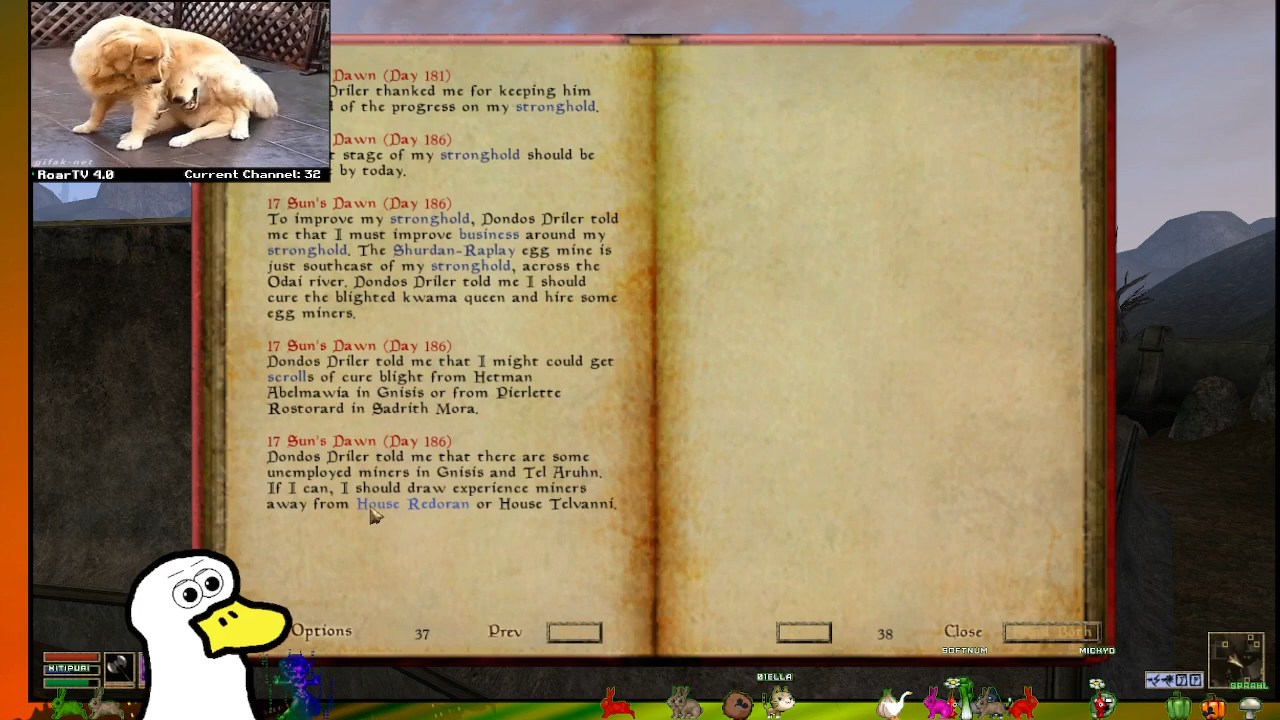 gifak-net
RoarTV 4.0
Current Channel: 32
Dawn (Day 181)
Driler thanked me for keeping him
of the progress on my stronghold.
Dawn (Day 186)
stage of my stronghold should be
by today.
17 Sun's Dawn (Day 186)
To improve my stronghold, Dondos Driler told
me that I must improve business around my
stronghold. The Shurdan-Raplay egg mine is
just southeast of my stronghold, across the
Odai river. Dondos Driler told me I should
cure the blighted kwama queen and hire some
egg miners.
17 Sun's Dawn (Day 186)
Dondos Driler told me that I might could get
scrolls of cure blight from Hetman
Abelmawia in Gnisis or from Pierlette
Rostorard in Sadrith Mora.
17 Sun's Dawn (Day 186)
Dondos Driler told me that there are some
unemployed miners in Gnisis and Tel Aruhn.
If I can, I should draw experience miners
away from House Redoran or House Telvanni.
Options
37
Prev
38
Close
SOFTNUM
MICHYO
KITIPURI